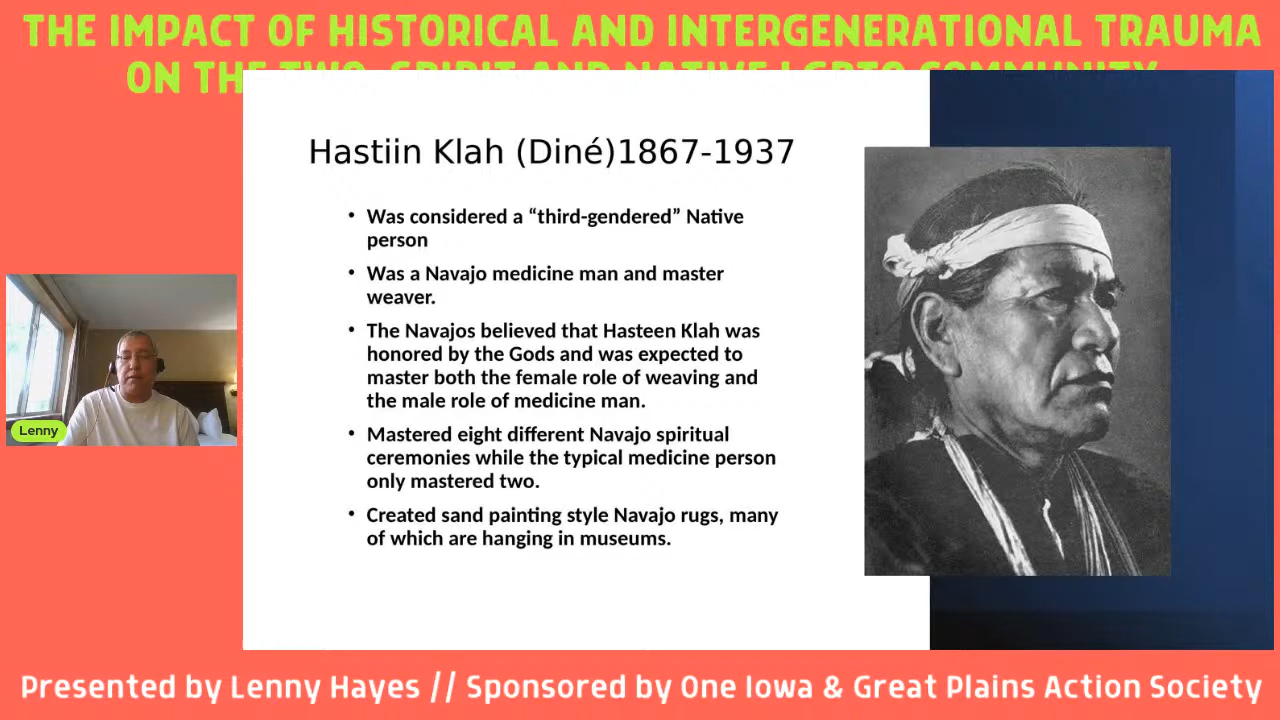 THE IMPACT OF HISTORICAL AND INTERGENERATIONAL TRAUMA
ON THE TWO-SPIRIT AND NATIVE LGBTQ COMMUNITY
Hastiin Klah (Diné)1867-1937
• Was considered a “third-gendered” Native
person
• Was a Navajo medicine man and master
weaver.
• The Navajos believed that Hasteen Klah was
honored by the Gods and was expected to
master both the female role of weaving and
the male role of medicine man.
• Mastered eight different Navajo spiritual
ceremonies while the typical medicine person
only mastered two.
• Created sand painting style Navajo rugs, many
of which are hanging in museums.
Lenny
Presented by Lenny Hayes // Sponsored by One Iowa & Great Plains Action Society